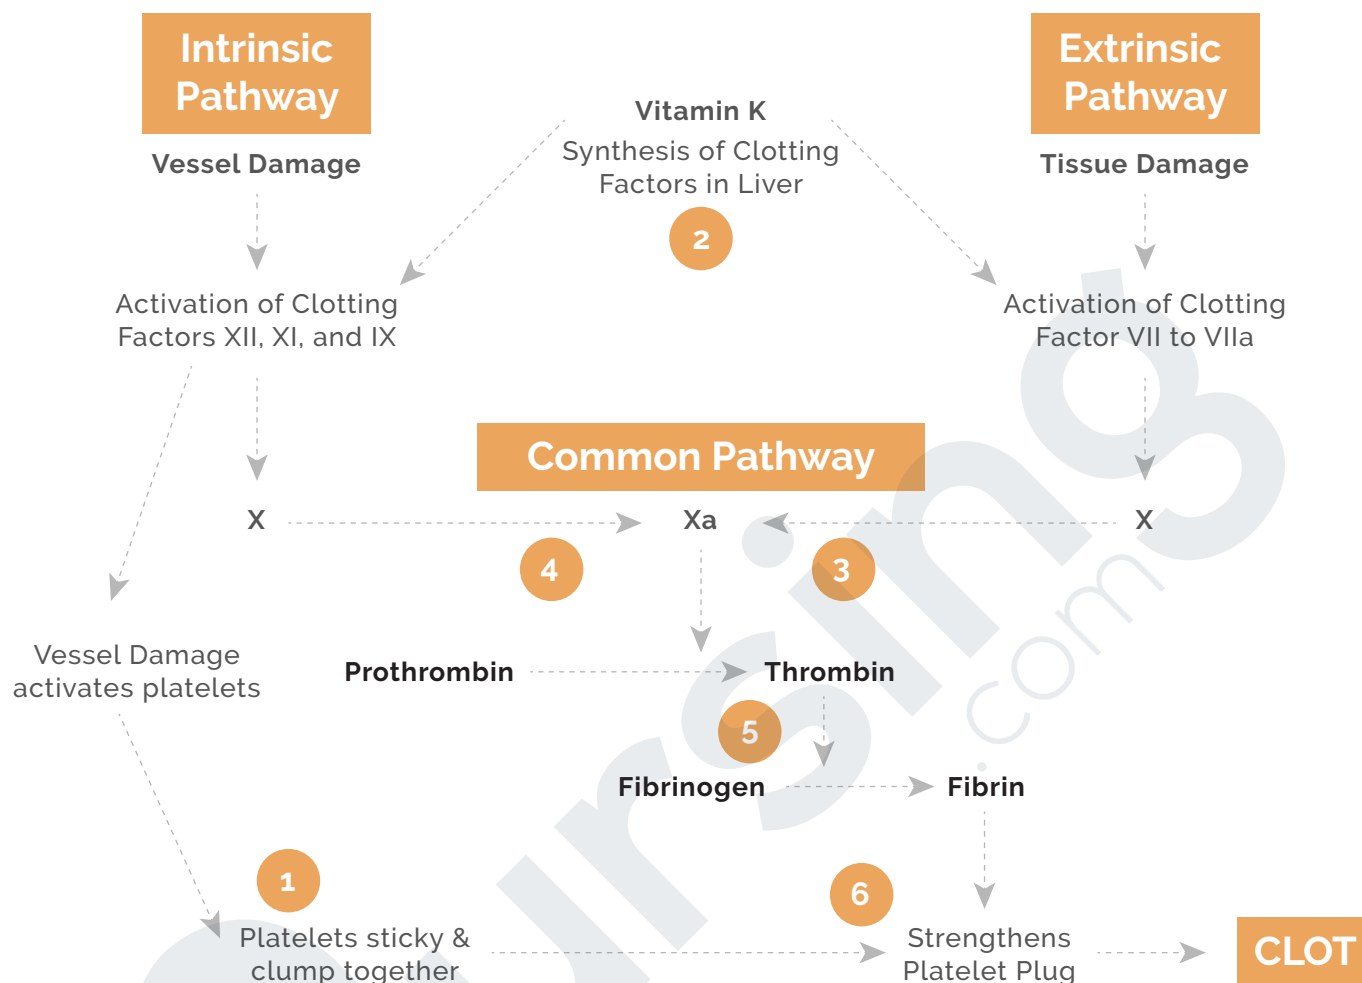 Intrinsic
Pathway
Extrinsic
Pathway
Vitamin K
Synthesis of Clotting
Factors in Liver
2
Vessel Damage
Tissue Damage
Activation of Clotting
Factors XII, XI, and IX
Activation of Clotting
Factor VII to VIIa
Common Pathway
X
Xa
X
4
3
Vessel Damage
activates platelets
Prothrombin
Thrombin
5
Fibrinogen
Fibrin
1
6
Platelets sticky &
clump together
Strengthens
Platelet Plug
CLOT
ursing
.com